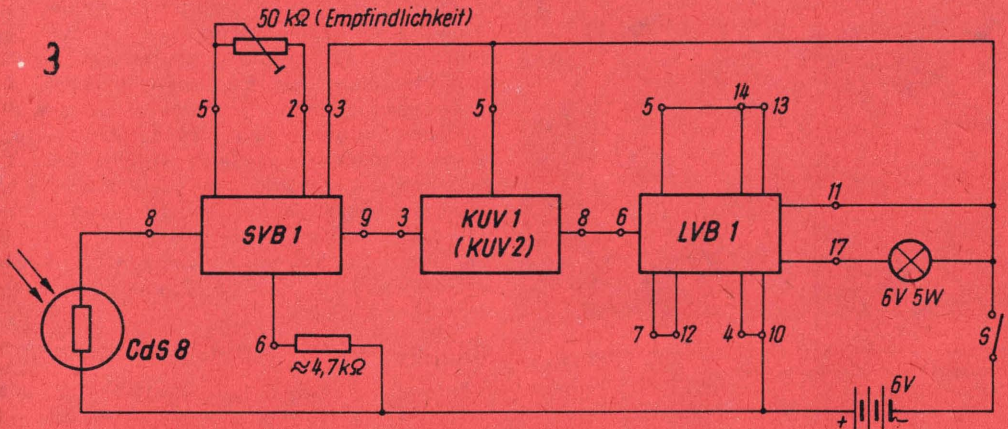 50 kΩ (Empfindlichkeit)
3
5 2 3 5 5 14 13
8 SVB 1 9 3 KUV 1 8 6 LVB 1 11
(KUV 2) 17
6V 5W
7 12 4 10
CdS 8 6 S
≈4,7kΩ
6V
+ -